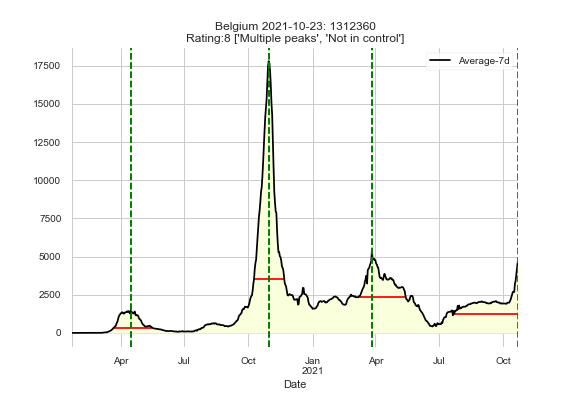 Belgium 2021-10-23: 1312360
Rating:8 ['Multiple peaks', 'Not in control']
Average-7d
17500
15000
12500
10000
7500
5000
2500
0
Apr Jul Oct Jan Apr Jul Oct
2021
Date